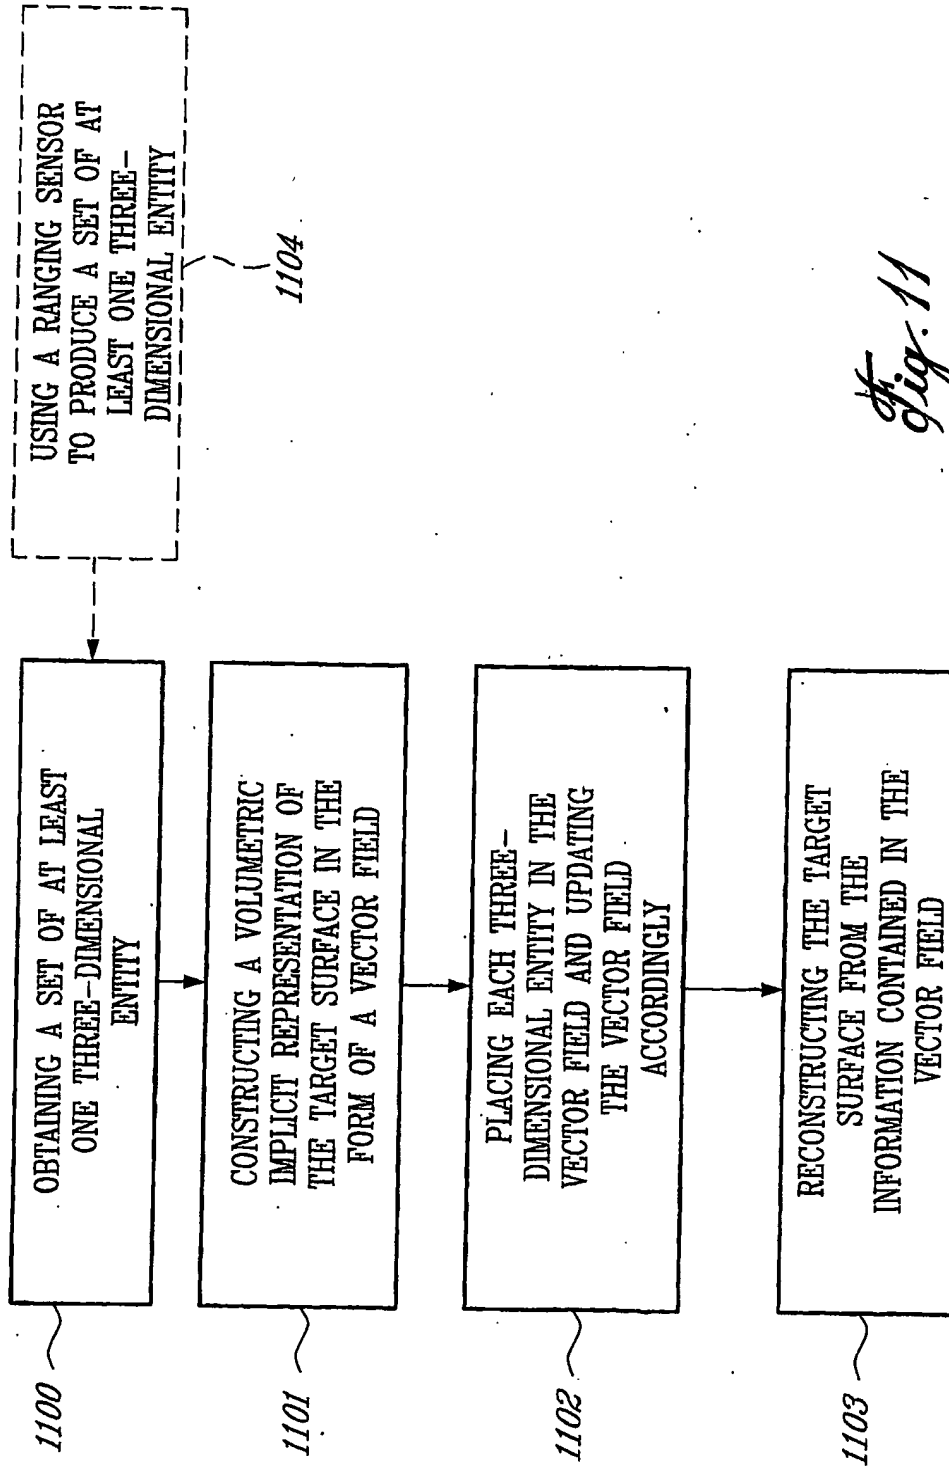 USING A RANGING SENSOR
TO PRODUCE A SET OF AT
LEAST ONE THREE-
DIMENSIONAL ENTITY
1104
1100
OBTAINING A SET OF AT LEAST
ONE THREE-DIMENSIONAL
ENTITY
1101
CONSTRUCTING A VOLUMETRIC
IMPLICIT REPRESENTATION OF
THE TARGET SURFACE IN THE
FORM OF A VECTOR FIELD
1102
PLACING EACH THREE-
DIMENSIONAL ENTITY IN THE
VECTOR FIELD AND UPDATING
THE VECTOR FIELD
ACCORDINGLY
1103
RECONSTRUCTING THE TARGET
SURFACE FROM THE
INFORMATION CONTAINED IN THE
VECTOR FIELD
Fig. 11